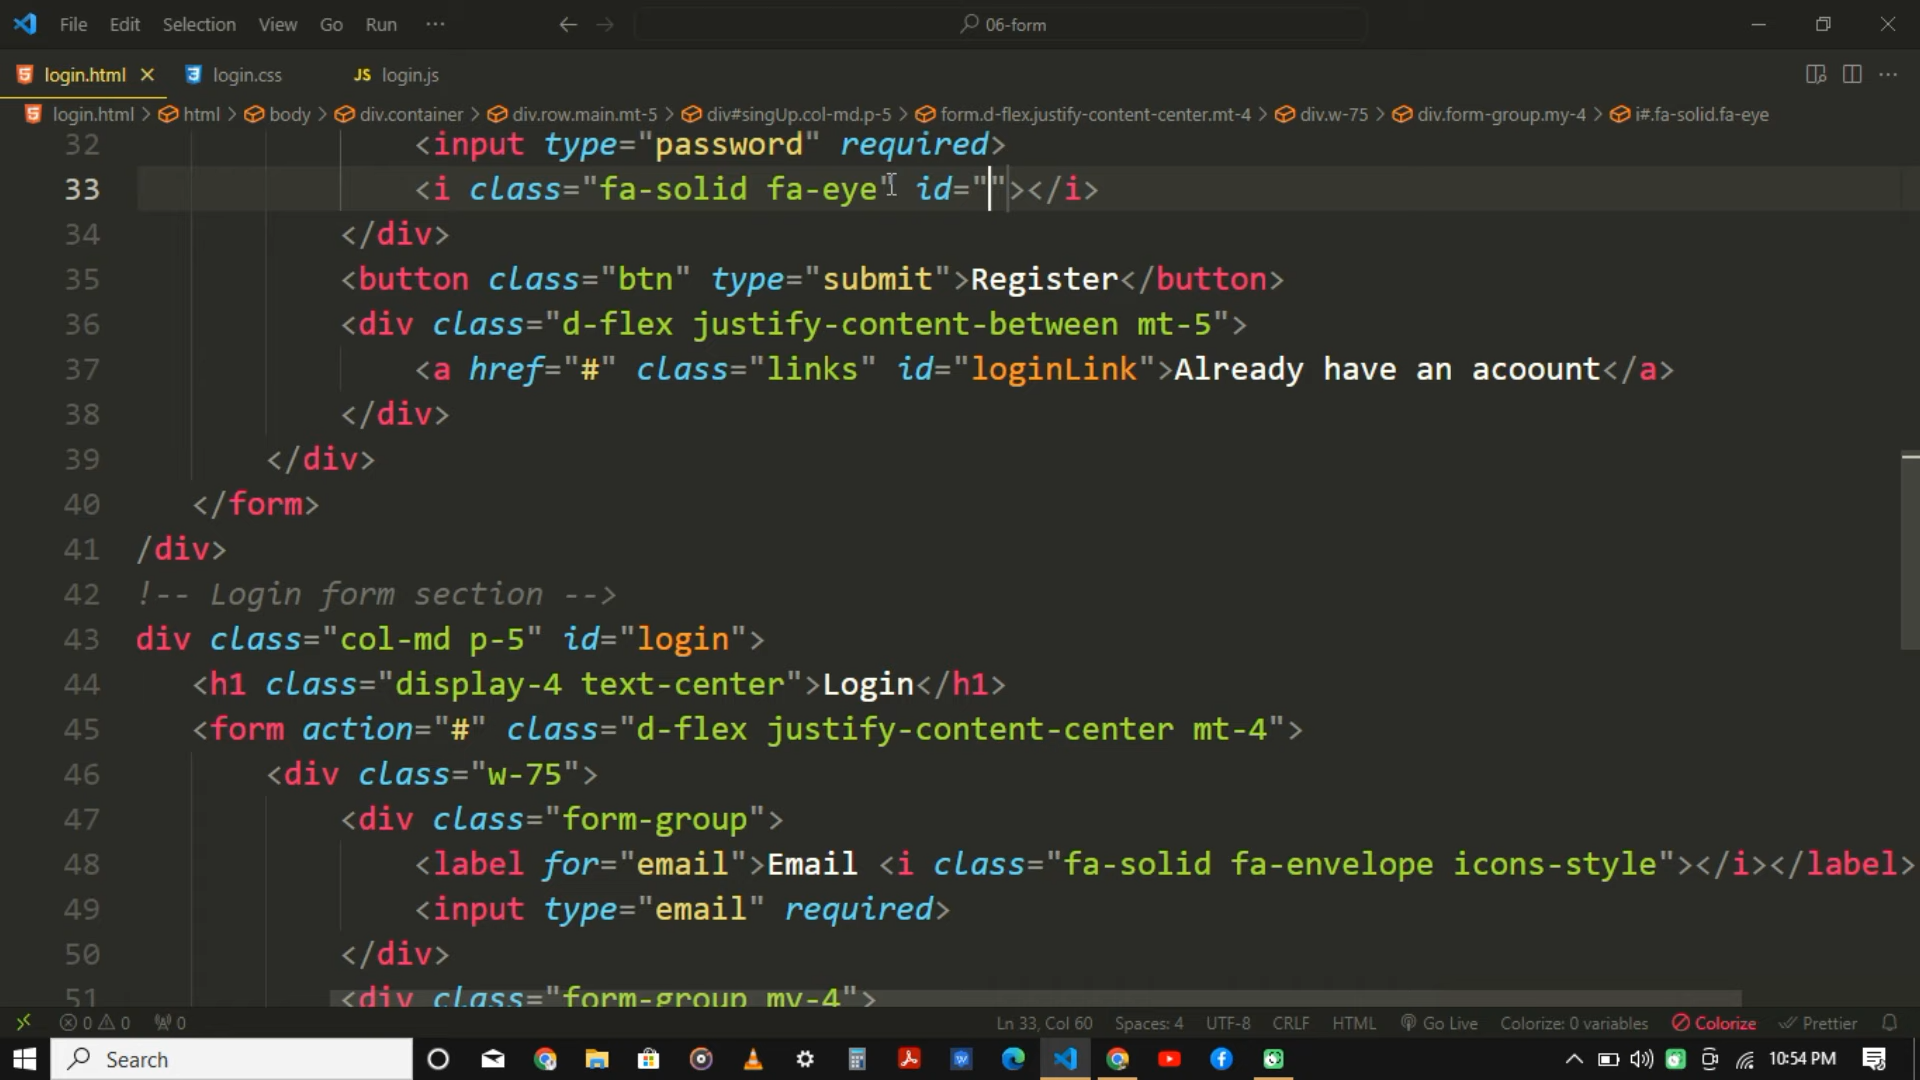 File Edit Selection View Go Run ··· 06-form
login.html login.css JS login.js
login.html > html > body > div.container > div.row.main.mt-5 > div#singUp.col-md.p-5 > form.d-flex.justify-content-center.mt-4 > div.w-75 > div.form-group.my-4 > i#.fa-solid.fa-eye
32 <input type="password" required>
33 <i class="fa-solid fa-eye" id=""></i>
34 </div>
35 <button class="btn" type="submit">Register</button>
36 <div class="d-flex justify-content-between mt-5">
37 <a href="#" class="links" id="loginLink">Already have an acoount</a>
38 </div>
39 </div>
40 </form>
41 /div>
42 !-- Login form section -->
43 div class="col-md p-5" id="login">
44 <h1 class="display-4 text-center">Login</h1>
45 <form action="#" class="d-flex justify-content-center mt-4">
46 <div class="w-75">
47 <div class="form-group">
48 <label for="email">Email <i class="fa-solid fa-envelope icons-style"></i></label>
49 <input type="email" required>
50 </div>
51 <div class="form-group my-4">
0 0 0 Ln 33, Col 60 Spaces: 4 UTF-8 CRLF HTML Go Live Colorize: 0 variables Colorize Prettier
Search 10:54 PM